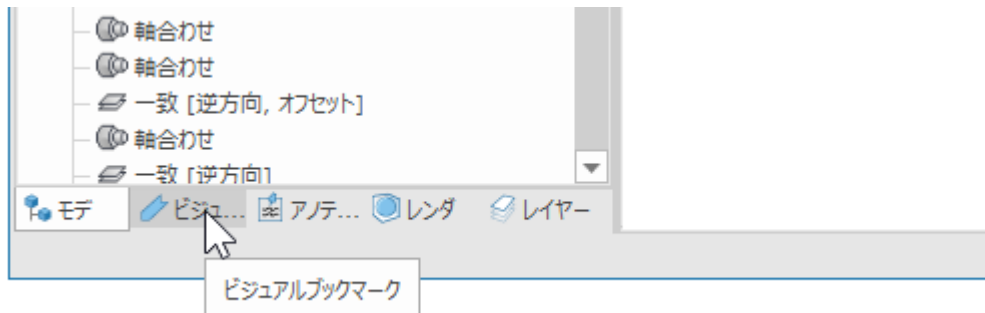 軸合わせ
軸合わせ
一致 [逆方向, オフセット]
軸合わせ
一致 [逆方向]
モデ ビジュ... アノテ... レンダ レイヤー
ビジュアルブックマーク